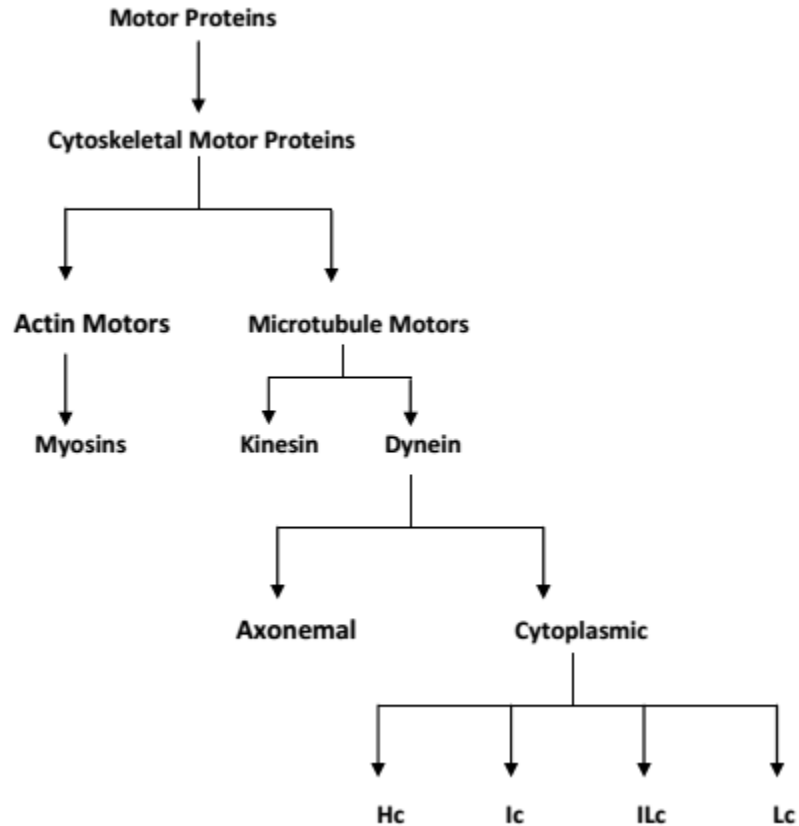 Motor Proteins
Cytoskeletal Motor Proteins
Actin Motors
Microtubule Motors
Myosins
Kinesin
Dynein
Axonemal
Cytoplasmic
Hc
Ic
ILc
Lc